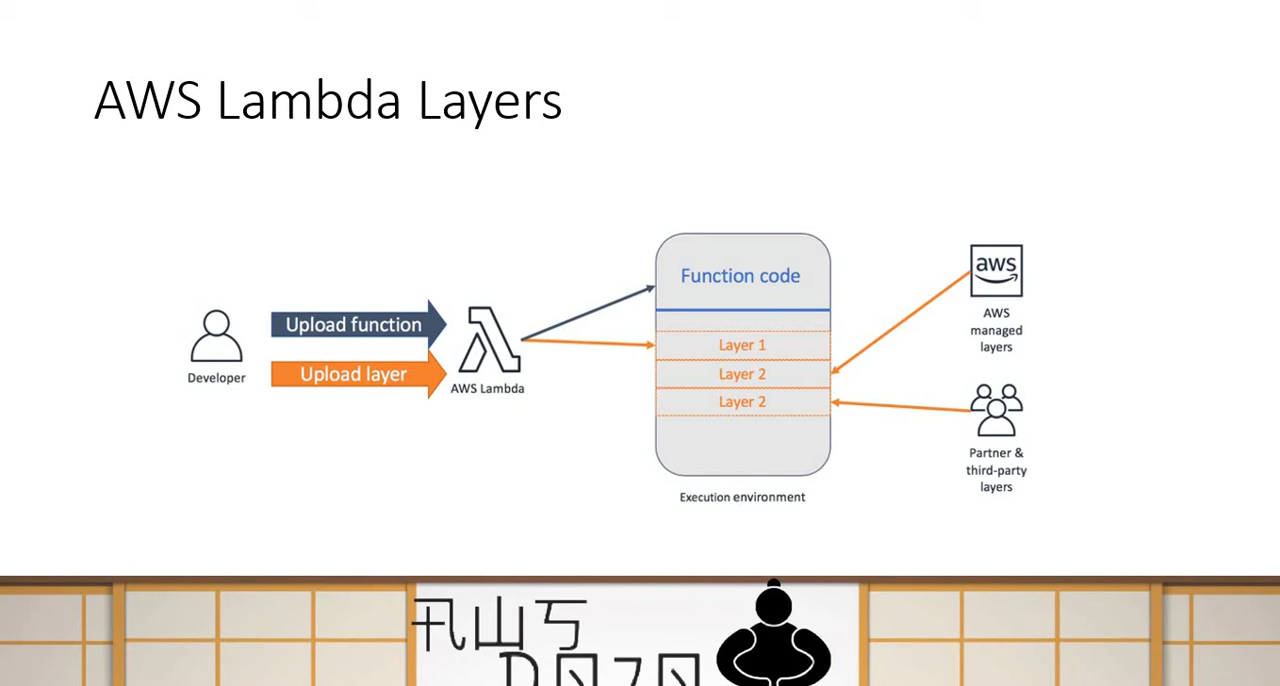 AWS Lambda Layers
Upload function
Upload layer
Developer
AWS Lambda
Function code
Layer 1
Layer 2
Layer 2
Execution environment
aws
AWS
managed
layers
Partner &
third-party
layers